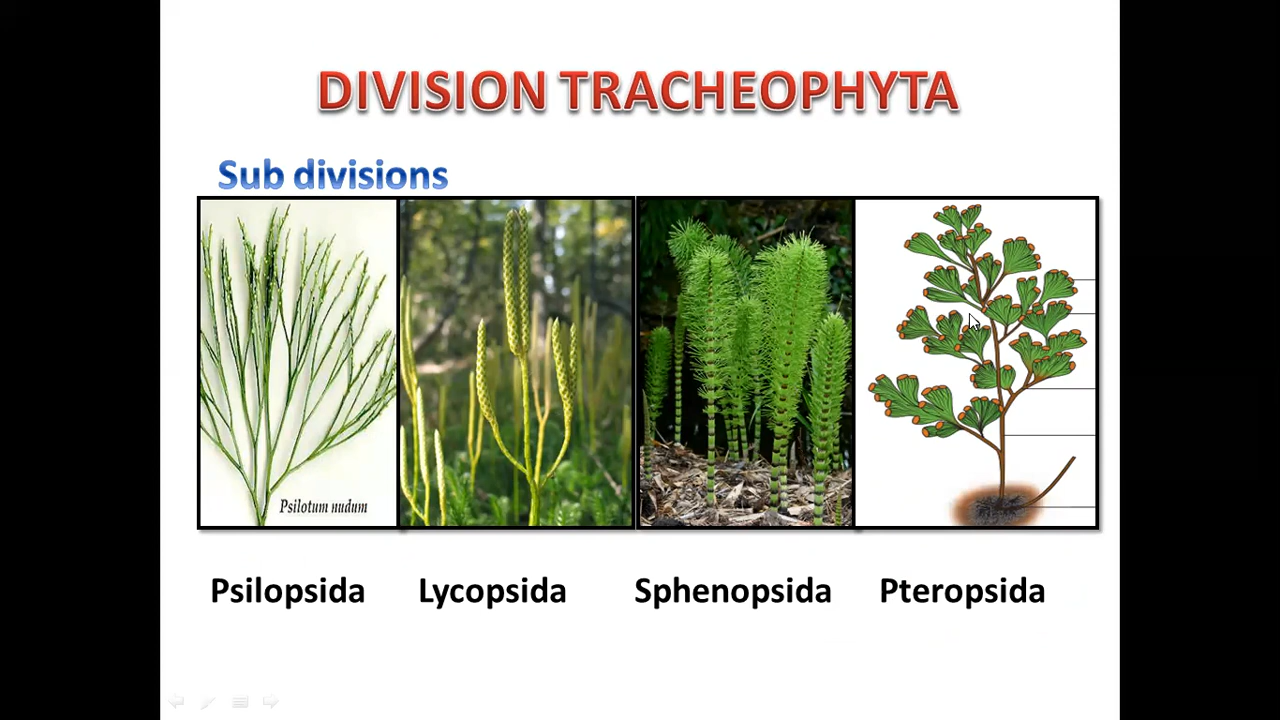 DIVISION TRACHEOPHYTA
Sub divisions
Psilotum nudum
Psilopsida Lycopsida Sphenopsida Pteropsida